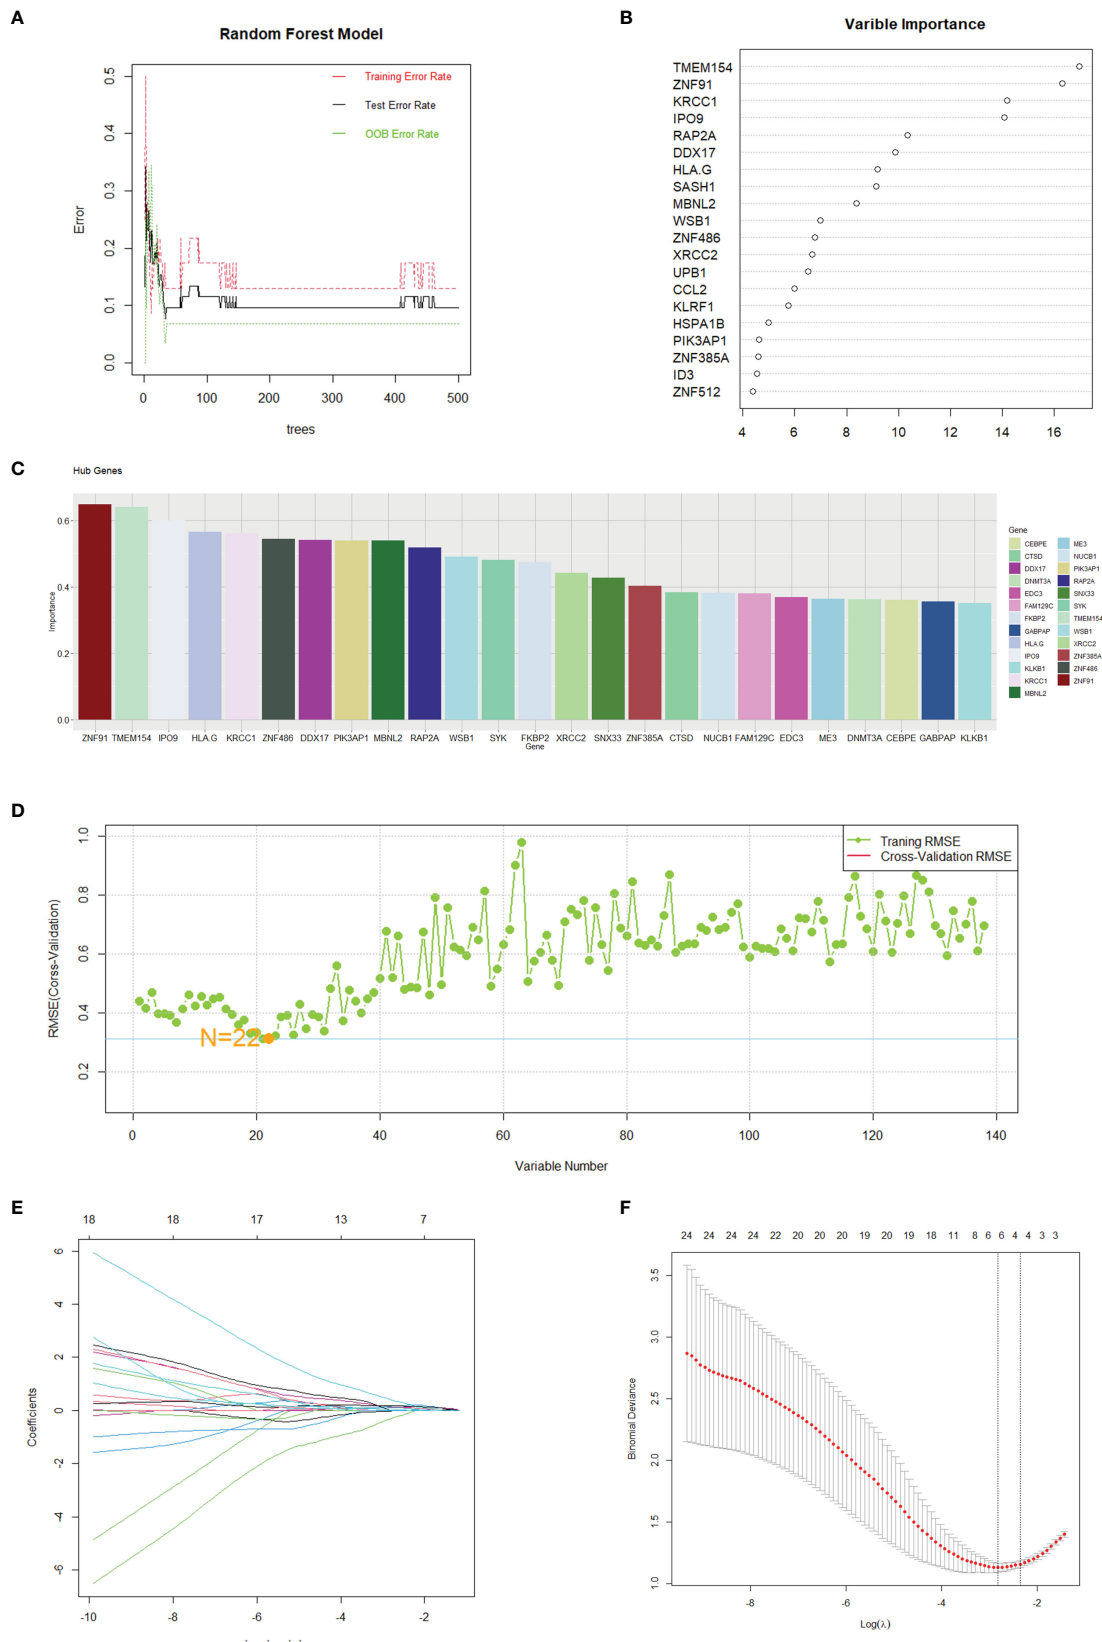 A
Random Forest Model
Training Error Rate
Test Error Rate
OOB Error Rate
Error
0.0
0.1
0.2
0.3
0.4
0.5
0
100
200
300
400
500
trees
B
Varible Importance
TMEM154
ZNF91
KRCC1
IPO9
RAP2A
DDX17
HLA.G
SASH1
MBNL2
WSB1
ZNF486
XRCC2
UPB1
CCL2
KLRF1
HSPA1B
PIK3AP1
ZNF385A
ID3
ZNF512
4
6
8
10
12
14
16
C
Hub Genes
Importance
0.6
0.4
0.2
0.0
ZNF91 TMEM154 IPO9 HLA.G KRCC1 ZNF486 DDX17 PIK3AP1 MBNL2 RAP2A WSB1 SYK FKBP2 XRCC2 SNX33 ZNF385A CTSD NUCB1 FAM129C EDC3 ME3 DNMT3A CEBPE GABPAP KLKB1
Gene
Gene
CEBPE ME3
CTSD NUCB1
DDX17 PIK3AP1
DNMT3A RAP2A
EDC3 SNX33
FAM129C SYK
FKBP2 TMEM154
GABPAP WSB1
HLA.G XRCC2
IPO9 ZNF385A
KLKB1 ZNF486
KRCC1 ZNF91
MBNL2
D
RMSE(Corss-Validation)
1.0
0.8
0.6
0.4
0.2
Traning RMSE
Cross-Validation RMSE
N=22
0
20
40
60
80
100
120
140
Variable Number
E
18
18
17
13
7
Coefficients
6
4
2
0
-2
-4
-6
-10
-8
-6
-4
-2
F
24 24 24 24 22 20 20 20 19 20 19 18 11 8 6 6 4 4 3 3
Binomial Deviance
3.5
3.0
2.5
2.0
1.5
1.0
-8
-6
-4
-2
Log(λ)